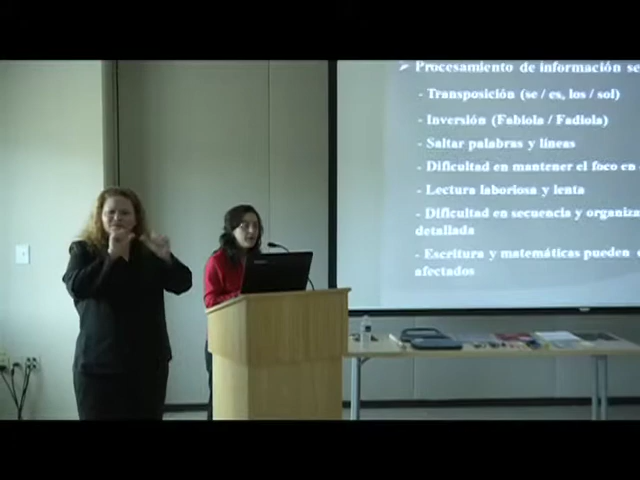 Procesamiento de información se
- Transposición (se / es, los / sol)
- Inversión (Fabiola / Fadiola)
- Saltar palabras y líneas
- Dificultad en mantener el foco en
- Lectura laboriosa y lenta
- Dificultad en secuencia y organiza
detallada
- Escritura y matemáticas pueden
afectados.